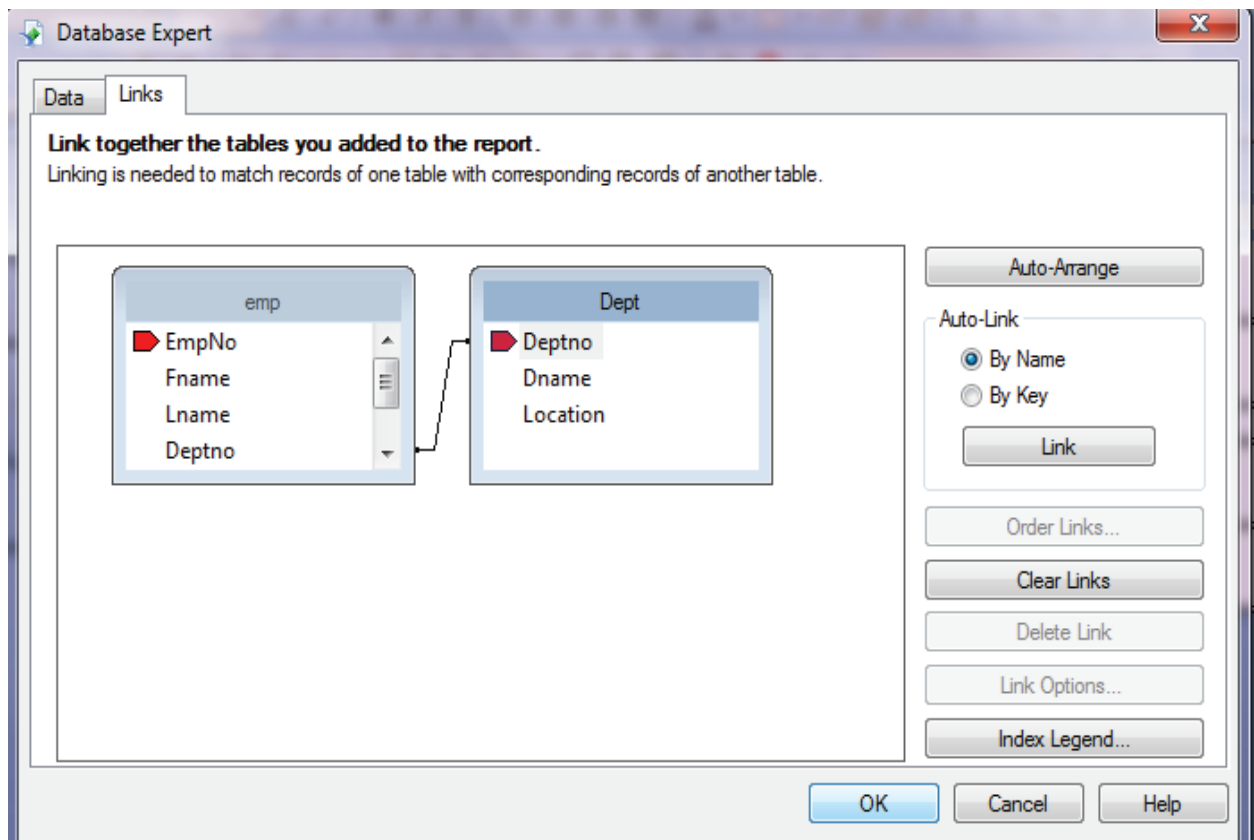 Database Expert
Data
Links
Link together the tables you added to the report.
Linking is needed to match records of one table with corresponding records of another table.
emp
EmpNo
Fname
Lname
Deptno
Dept
Deptno
Dname
Location
Auto-Arrange
Auto-Link
By Name
By Key
Link
Order Links...
Clear Links
Delete Link
Link Options...
Index Legend...
OK
Cancel
Help